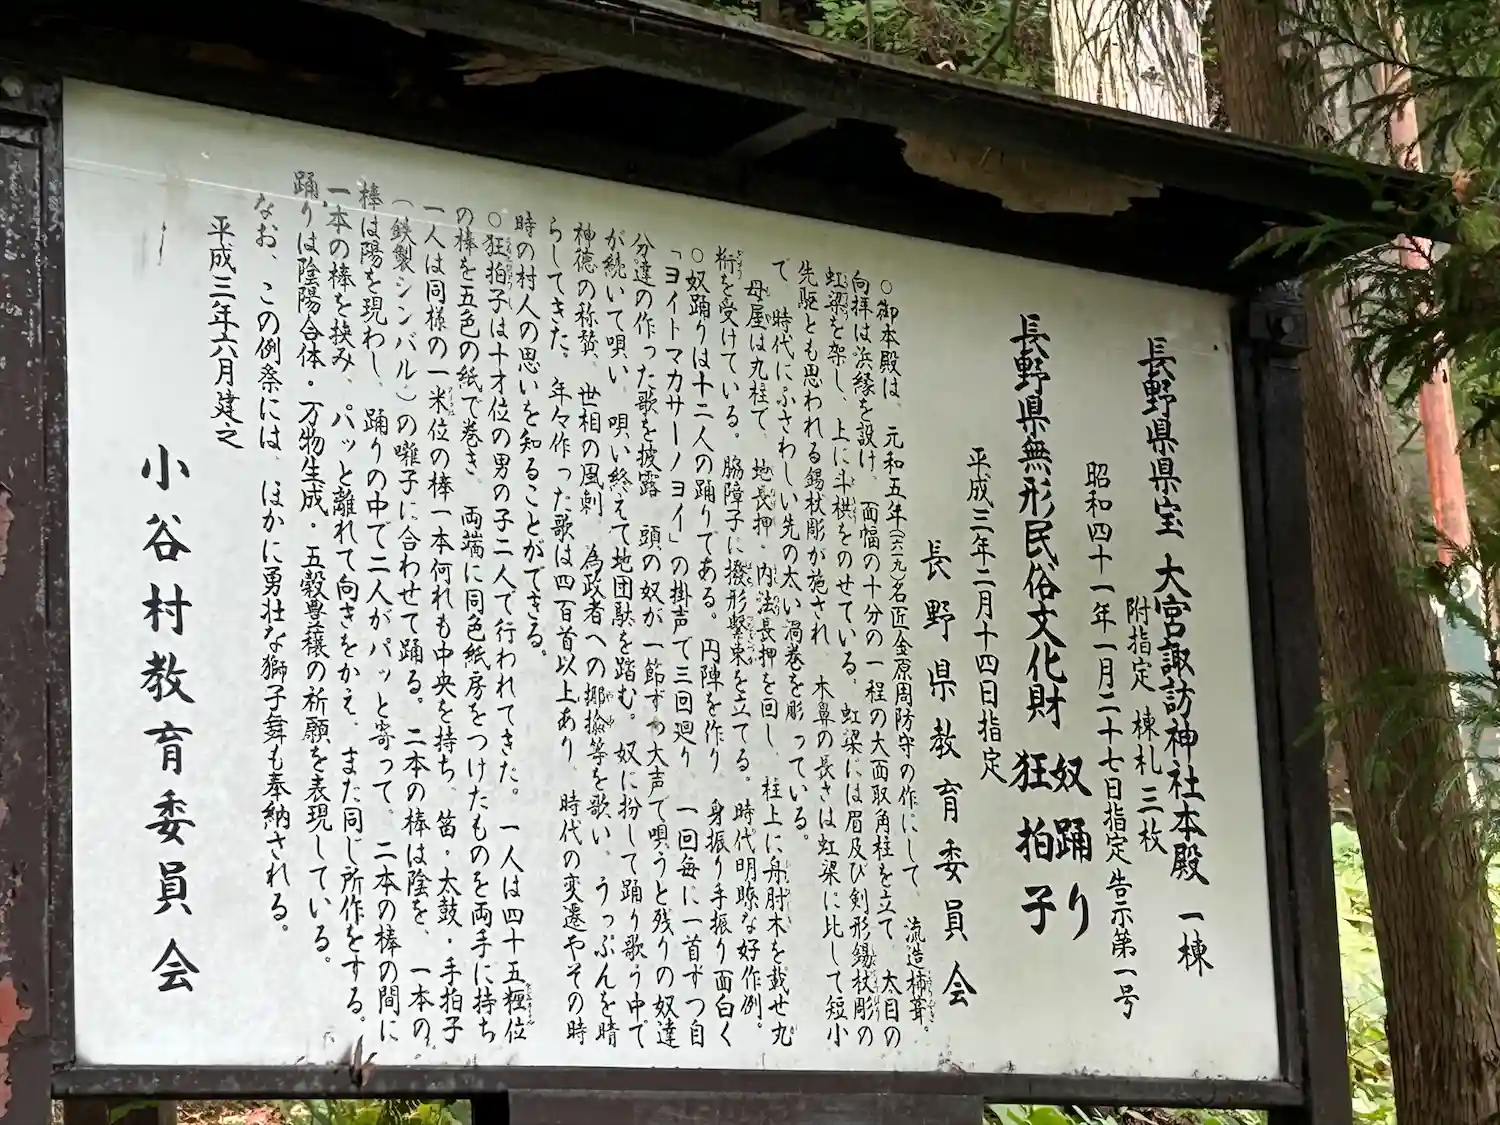 長野県県宝 大宮諏訪神社本殿 一棟
附指定 棟札 三枚
昭和四十一年一月二十七日指定 告示第一号
長野県無形民俗文化財 奴踊り
狂拍子
平成三年二月十四日指定
長野県教育委員会
○御本殿は、元和五年(六一九)名匠金原周防守の作にして、流造杮葺。
向拝は浜縁を設け、面幅の十分の一程の大面取角柱を立て、太目の
虹梁を架し、上に斗栱をのせている。虹梁には眉及び剣形錫杖彫の
先駆とも思われる錫杖彫が施され、木鼻の長さは虹梁に比して短小
で、時代にふさわしい先の太い渦巻を彫っている。
母屋は丸柱で、地長押・内法長押を回し、柱上に舟肘木を載せ丸
桁を受けている。脇障子に撥形蟇束を立てる。時代明瞭な好作例。
○奴踊りは十二人の踊りである。円陣を作り、身振り手振り面白く
「ヨイトマカサーノヨイ」の掛声で三回廻り、一回毎に一首ずつ自
分達の作った歌を披露 頭の奴が一節ずつ大声で唄うと残りの奴達
が続いて唄い、唄い終えて地団駄を踏む。奴に扮して踊り歌う中で
神徳の称賛、世相の風刺、為政者への揶揄等を歌い、うっぷんを晴
らしてきた。年々作った歌は四百首以上あり、時代の変遷やその時
時の村人の思いを知ることができる。
○狂拍子は十才位の男の子二人で行われてきた。一人は四十五糎位
の棒を五色の紙で巻き、両端に同色紙房をつけたものを両手に持ち
一人は同様の一米位の棒一本何れも中央を持ち、笛・太鼓・手拍子
(鉄製シンバル)の囃子に合わせて踊る。二本の棒は陰を、一本の
棒は陽を現わし、踊りの中で二人がパッと寄って、二本の棒の間に
一本の棒を挟み、パッと離れて向きをかえ、また同じ所作をする。
踊りは陰陽合体・万物生成・五穀豊穣の祈願を表現している。
なお、この例祭には、ほかに勇壮な獅子舞も奉納される。
平成三年六月建之
小谷村教育委員会